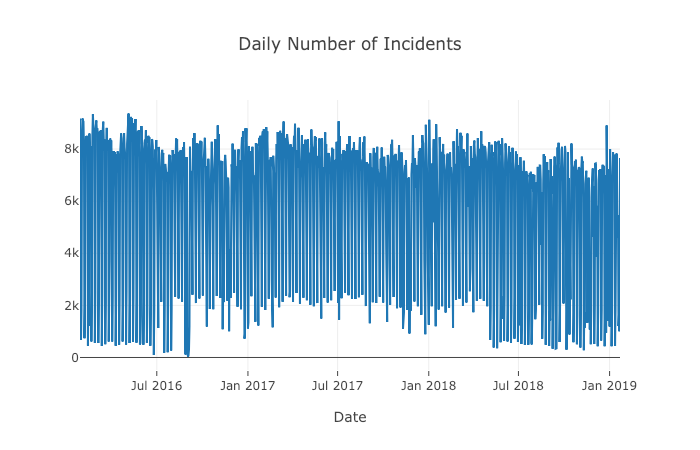 Daily Number of Incidents
8k
6k
4k
2k
0
Jul 2016 Jan 2017 Jul 2017 Jan 2018 Jul 2018 Jan 2019
Date